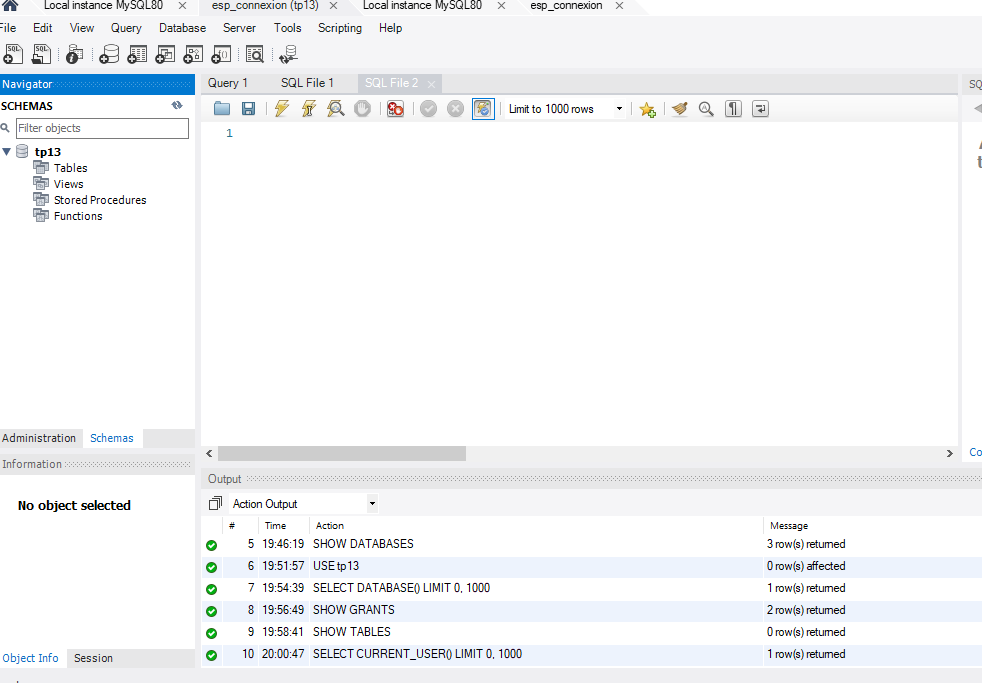 Local instance MySQL80 esp_connexion (tp13) Local instance MySQL80 esp_connexion
File Edit View Query Database Server Tools Scripting Help
Navigator
SCHEMAS
Filter objects
tp13
Tables
Views
Stored Procedures
Functions
Administration Schemas
Information
No object selected
Object Info Session
Query 1 SQL File 1 SQL File 2
Limit to 1000 rows
1
Output
Action Output
# Time Action Message
5 19:46:19 SHOW DATABASES 3 row(s) returned
6 19:51:57 USE tp13 0 row(s) affected
7 19:54:39 SELECT DATABASE() LIMIT 0, 1000 1 row(s) returned
8 19:56:49 SHOW GRANTS 2 row(s) returned
9 19:58:41 SHOW TABLES 0 row(s) returned
10 20:00:47 SELECT CURRENT_USER() LIMIT 0, 1000 1 row(s) returned
SQ
Co